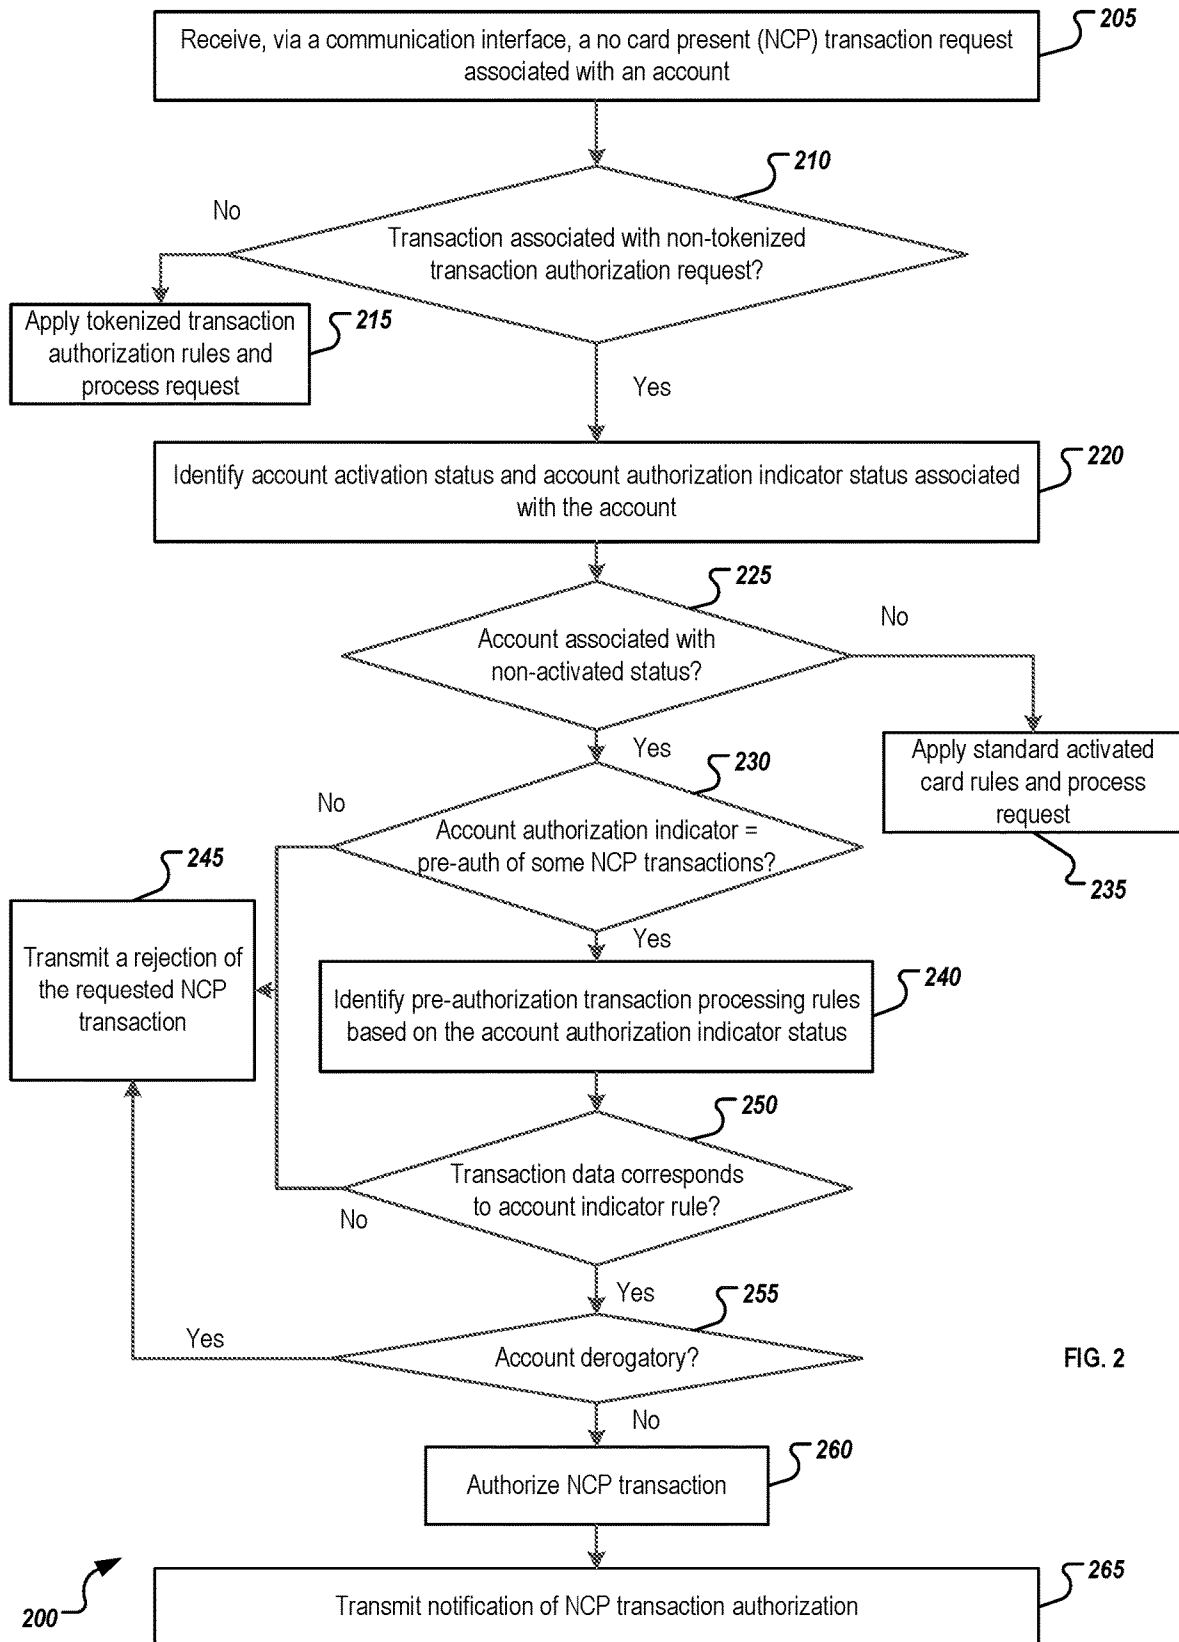 205
Receive, via a communication interface, a no card present (NCP) transaction request
associated with an account
210
No
Transaction associated with non-tokenized
transaction authorization request?
215
Apply tokenized transaction
authorization rules and
process request
Yes
220
Identify account activation status and account authorization indicator status associated
with the account
225
No
Account associated with
non-activated status?
Yes
230
Apply standard activated
card rules and process
request
235
No
Account authorization indicator =
pre-auth of some NCP transactions?
245
Yes
Transmit a rejection of
the requested NCP
transaction
240
Identify pre-authorization transaction processing rules
based on the account authorization indicator status
250
Transaction data corresponds
to account indicator rule?
No
Yes
255
Yes
Account derogatory?
FIG. 2
No
260
Authorize NCP transaction
265
Transmit notification of NCP transaction authorization
200